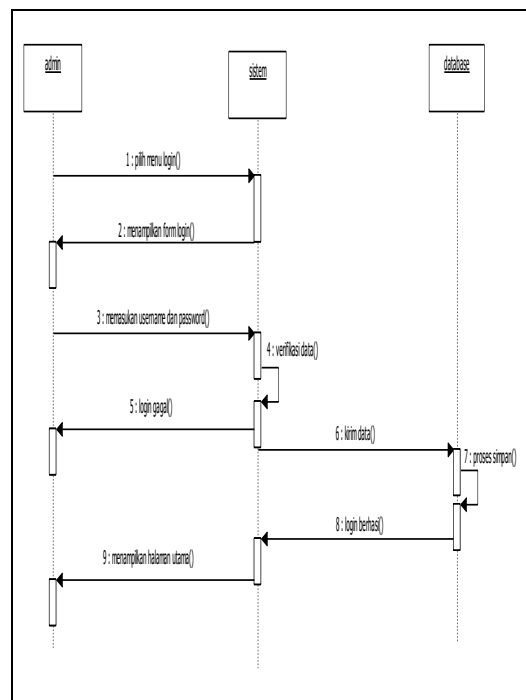 admin
sistem
database
1 : pilih menu login()
2 : menampilkan form login()
3 : memasukan username dan password()
4 : verifikasi data()
5 : login gagal()
6 : kirim data()
7 : proses simpan()
8 : login berhasi()
9 : menampilkan halaman utama()